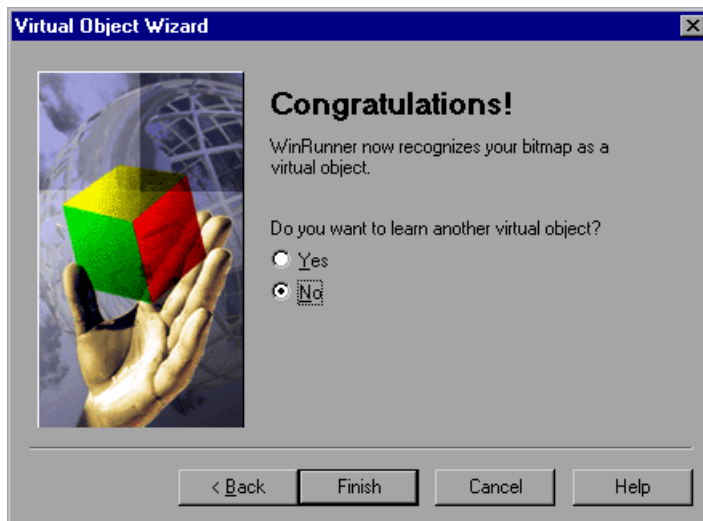 Virtual Object Wizard
Congratulations!
WinRunner now recognizes your bitmap as a
virtual object.
Do you want to learn another virtual object?
Yes
No
< Back
Finish
Cancel
Help